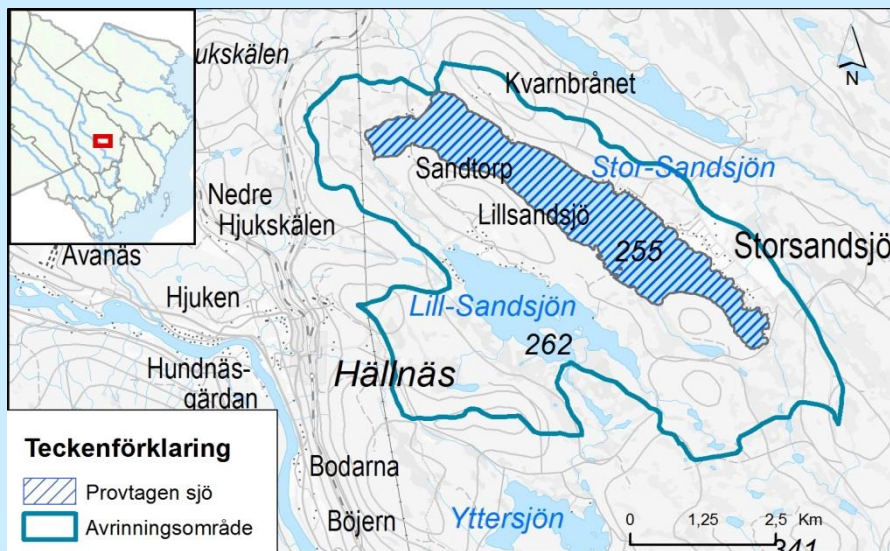 ukskälen
Kvarnbrånet
N
Sandtorp
Stor-Sandsjön
Nedre
Hjukskälen
Lillsandsjö
255
Storsandsjö
Avanäs
Hjuken
Lill-Sandsjön
262
Hundnäs-
gärdan
Hällnäs
Teckenförklaring
Provtagen sjö
Avrinningsområde
Bodarna
Böjern
Yttersjön
0 1,25 2,5 Km
341